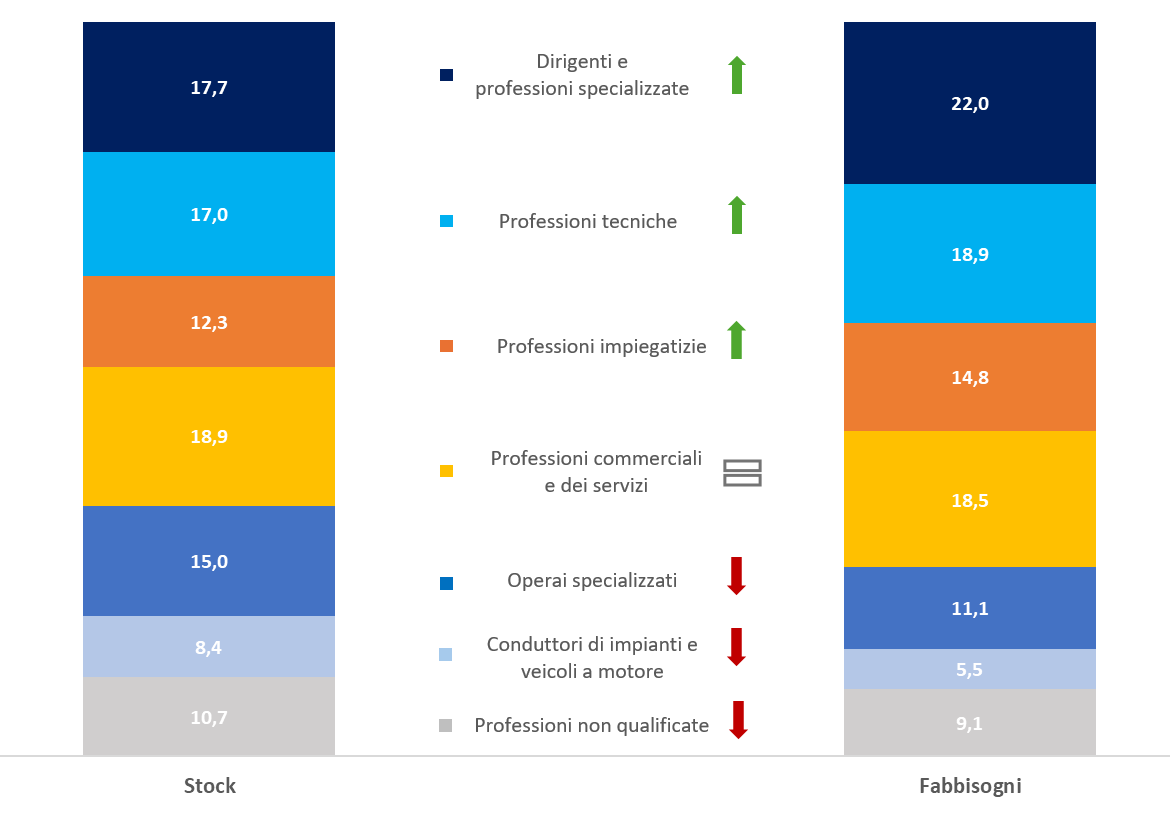 17,7
17,0
12,3
18,9
15,0
8,4
10,7
Stock
Dirigenti e
professioni specializzate
Professioni tecniche
Professioni impiegatizie
Professioni commerciali
e dei servizi
Operai specializzati
Conduttori di impianti e
veicoli a motore
Professioni non qualificate
22,0
18,9
14,8
18,5
11,1
5,5
9,1
Fabbisogni